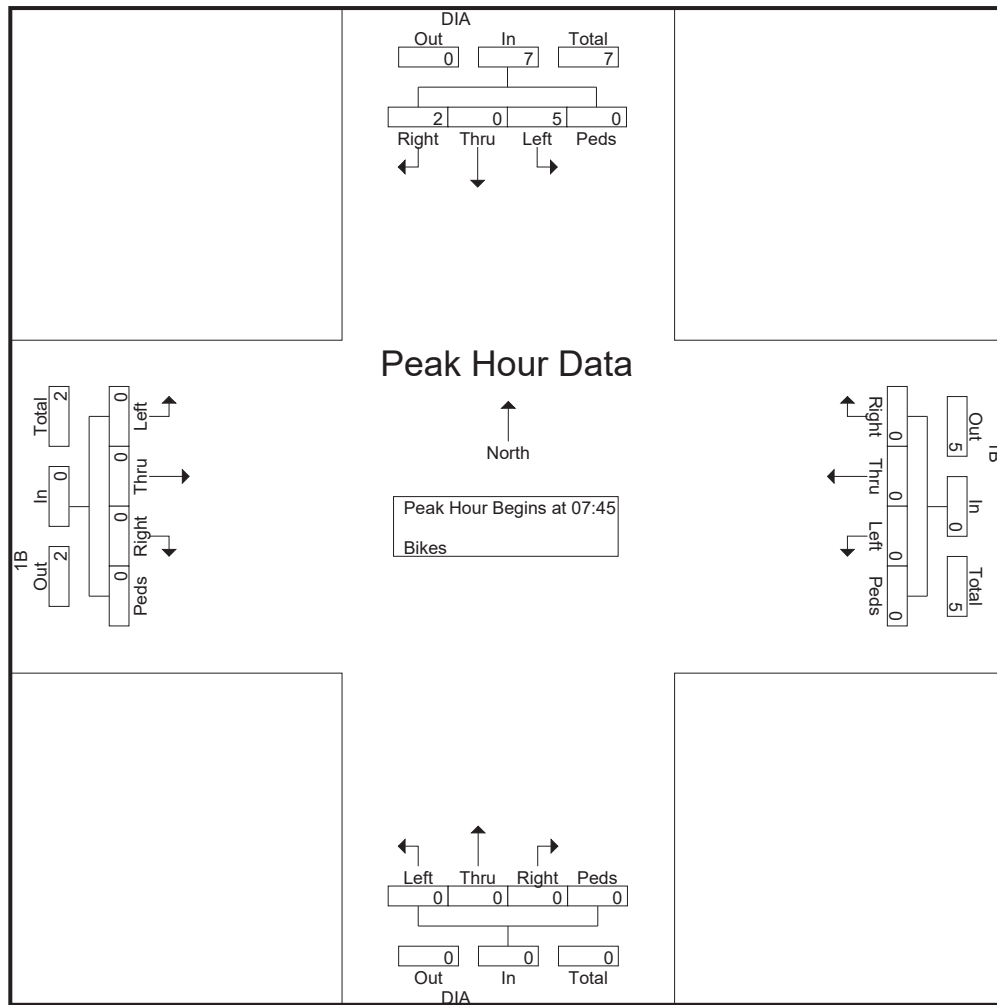 DIA
Out In Total
0 7 7
2 0 5 0
Right Thru Left Peds
Peak Hour Data
North
Peak Hour Begins at 07:45
Bikes
Total In Out
2 0 2
1B
0 0 0 0
Left Thru Right Peds
1B
Out In Total
5 0 5
0 0 0 0
Right Thru Left Peds
Left Thru Right Peds
0 0 0 0
0 0 0
Out In Total
DIA